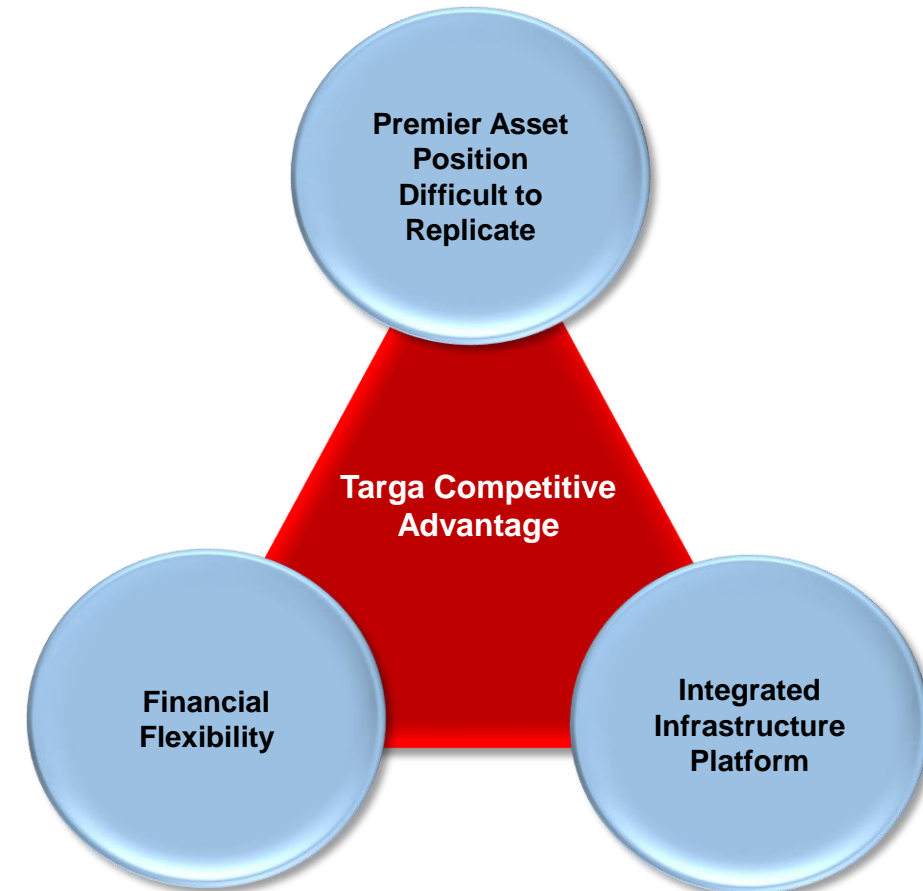 Premier Asset
Position
Difficult to
Replicate
Targa Competitive
Advantage
Financial
Flexibility
Integrated
Infrastructure
Platform